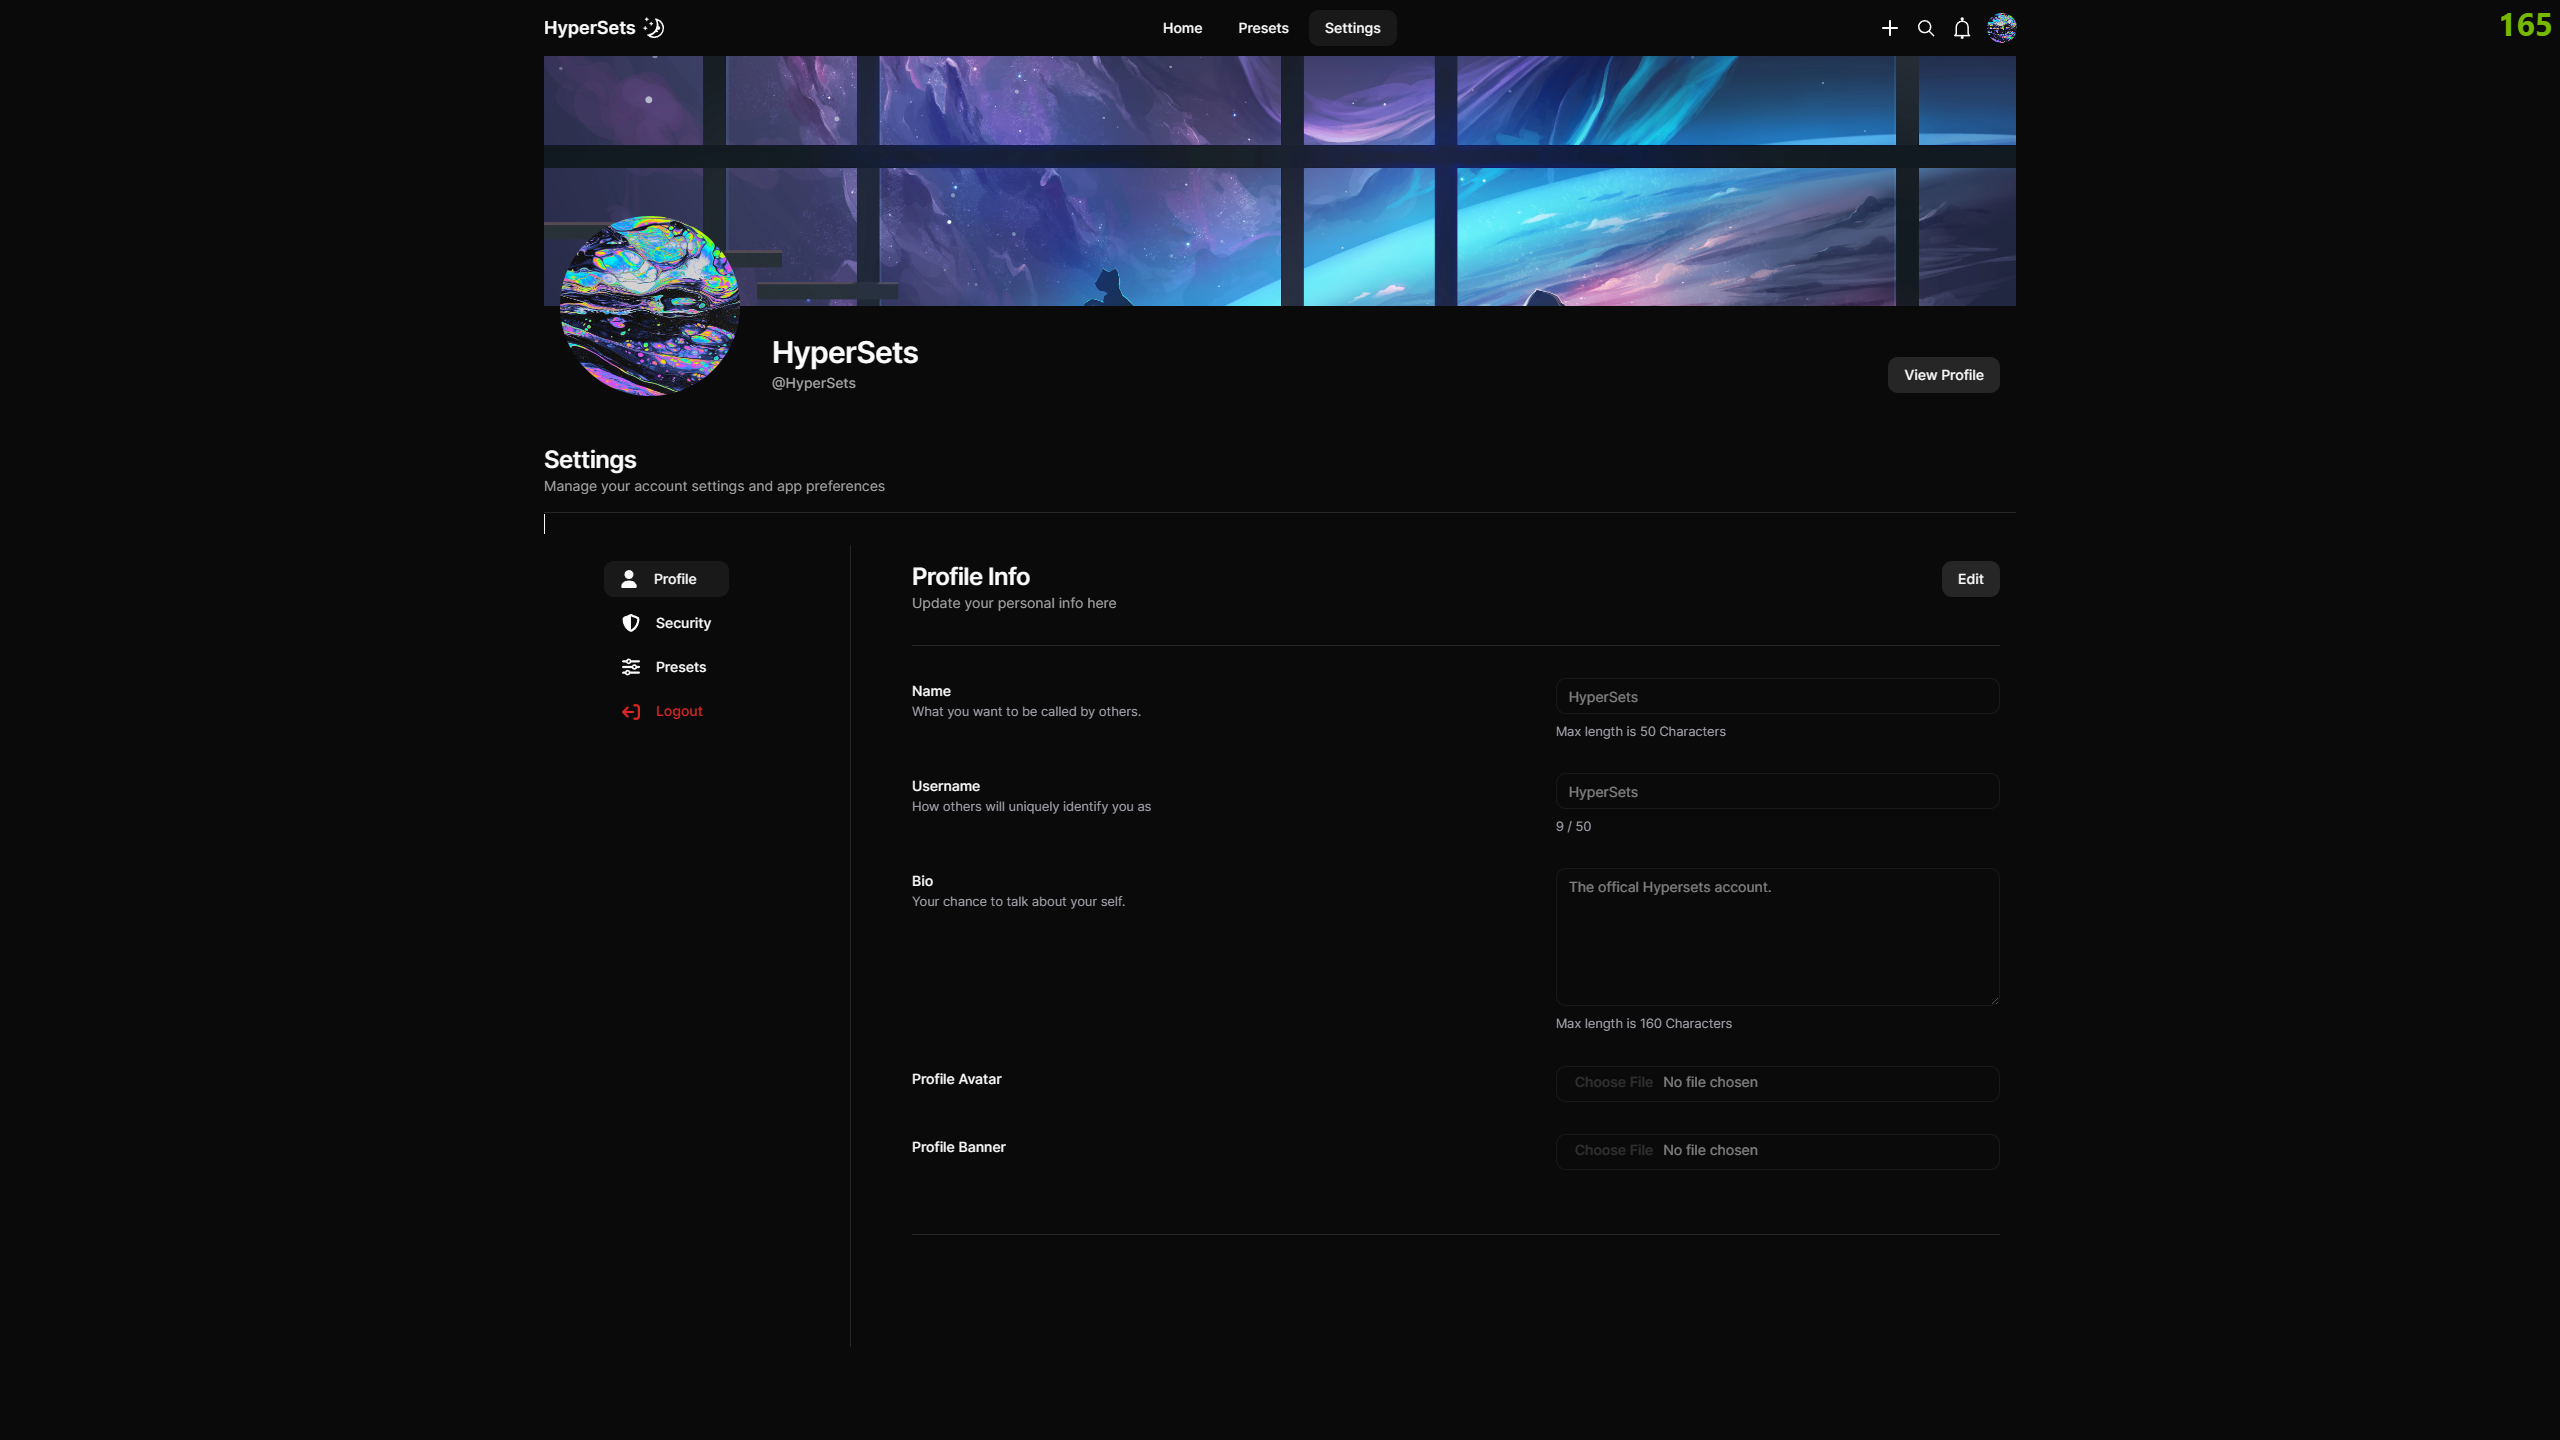 HyperSets
Home
Presets
Settings
165
HyperSets
@HyperSets
View Profile
Settings
Manage your account settings and app preferences
Profile
Security
Presets
Logout
Profile Info
Update your personal info here
Edit
Name
What you want to be called by others.
HyperSets
Max length is 50 Characters
Username
How others will uniquely identify you as
HyperSets
9 / 50
Bio
Your chance to talk about your self.
The offical Hypersets account.
Max length is 160 Characters
Profile Avatar
Choose File No file chosen
Profile Banner
Choose File No file chosen